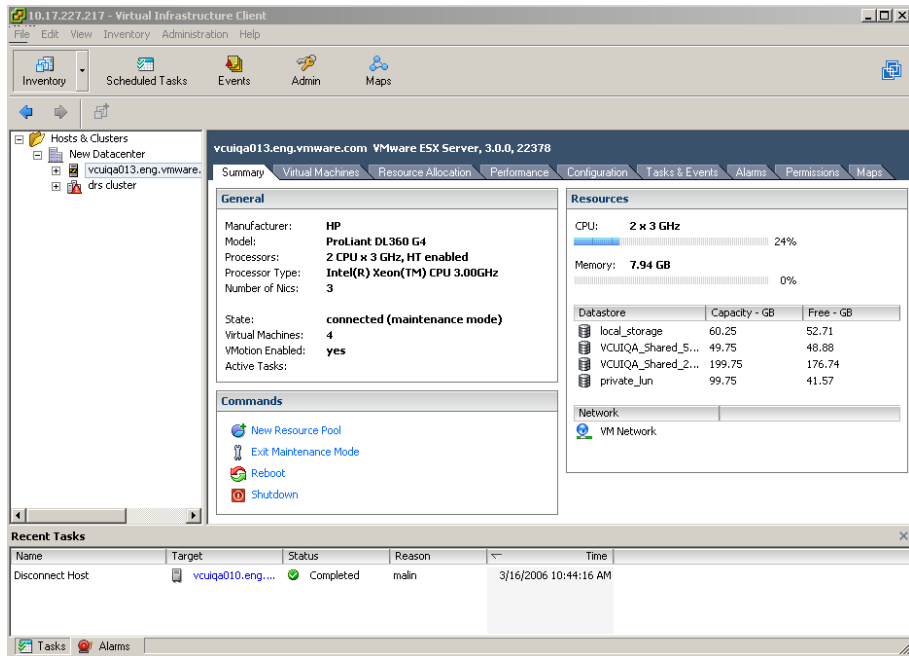 10.17.227.217 - Virtual Infrastructure Client
File Edit View Inventory Administration Help
Inventory Scheduled Tasks Events Admin Maps
Hosts & Clusters
New Datacenter
vcuiqa013.eng.vmware.
drs cluster
vcuiqa013.eng.vmware.com VMware ESX Server, 3.0.0, 22378
Summary Virtual Machines Resource Allocation Performance Configuration Tasks & Events Alarms Permissions Maps
General
Manufacturer: HP
Model: ProLiant DL360 G4
Processors: 2 CPU x 3 GHz, HT enabled
Processor Type: Intel(R) Xeon(TM) CPU 3.00GHz
Number of Nics: 3
State: connected (maintenance mode)
Virtual Machines: 4
VMotion Enabled: yes
Active Tasks:
Commands
New Resource Pool
Exit Maintenance Mode
Reboot
Shutdown
Resources
CPU: 2 x 3 GHz
24%
Memory: 7.94 GB
0%
Datastore Capacity - GB Free - GB
local_storage 60.25 52.71
VCUIQA_Shared_5... 49.75 48.88
VCUIQA_Shared_2... 199.75 176.74
private_lun 99.75 41.57
Network
VM Network
Recent Tasks
Name Target Status Reason Time
Disconnect Host vcuiqa010.eng.... Completed malin 3/16/2006 10:44:16 AM
Tasks Alarms